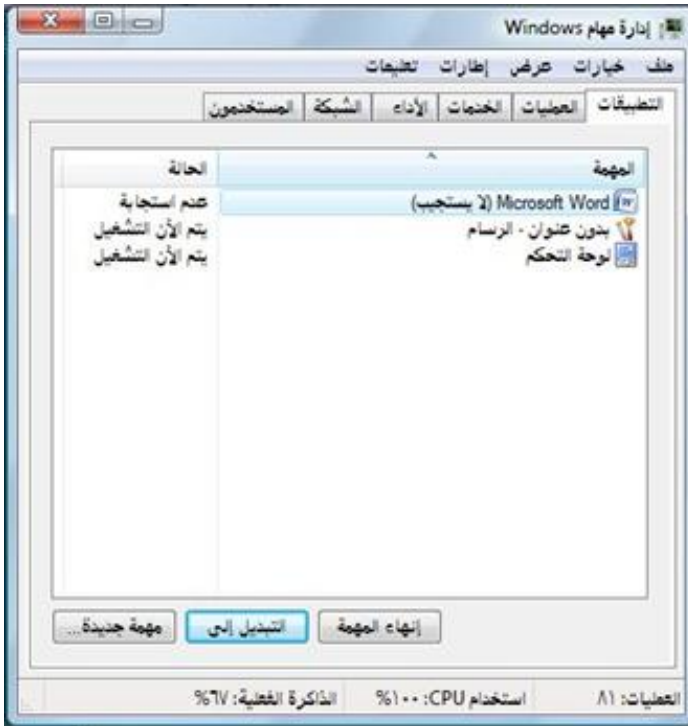 إدارة مهام Windows
ملف خيارات عرض إطارات تعليمات
التطبيقات العمليات الخدمات الأداء الشبكة المستخدمون
المهمة الحالة
Microsoft Word (لا يستجيب) عدم استجابة
بدون عنوان - الرسام يتم الأن التشغيل
لوحة التحكم يتم الأن التشغيل
إنهاء المهمة التبديل إلى مهمة جديدة...
العمليات: ٨١ استخدام CPU: ١٠٠% الذاكرة الفعلية: ٦٧%